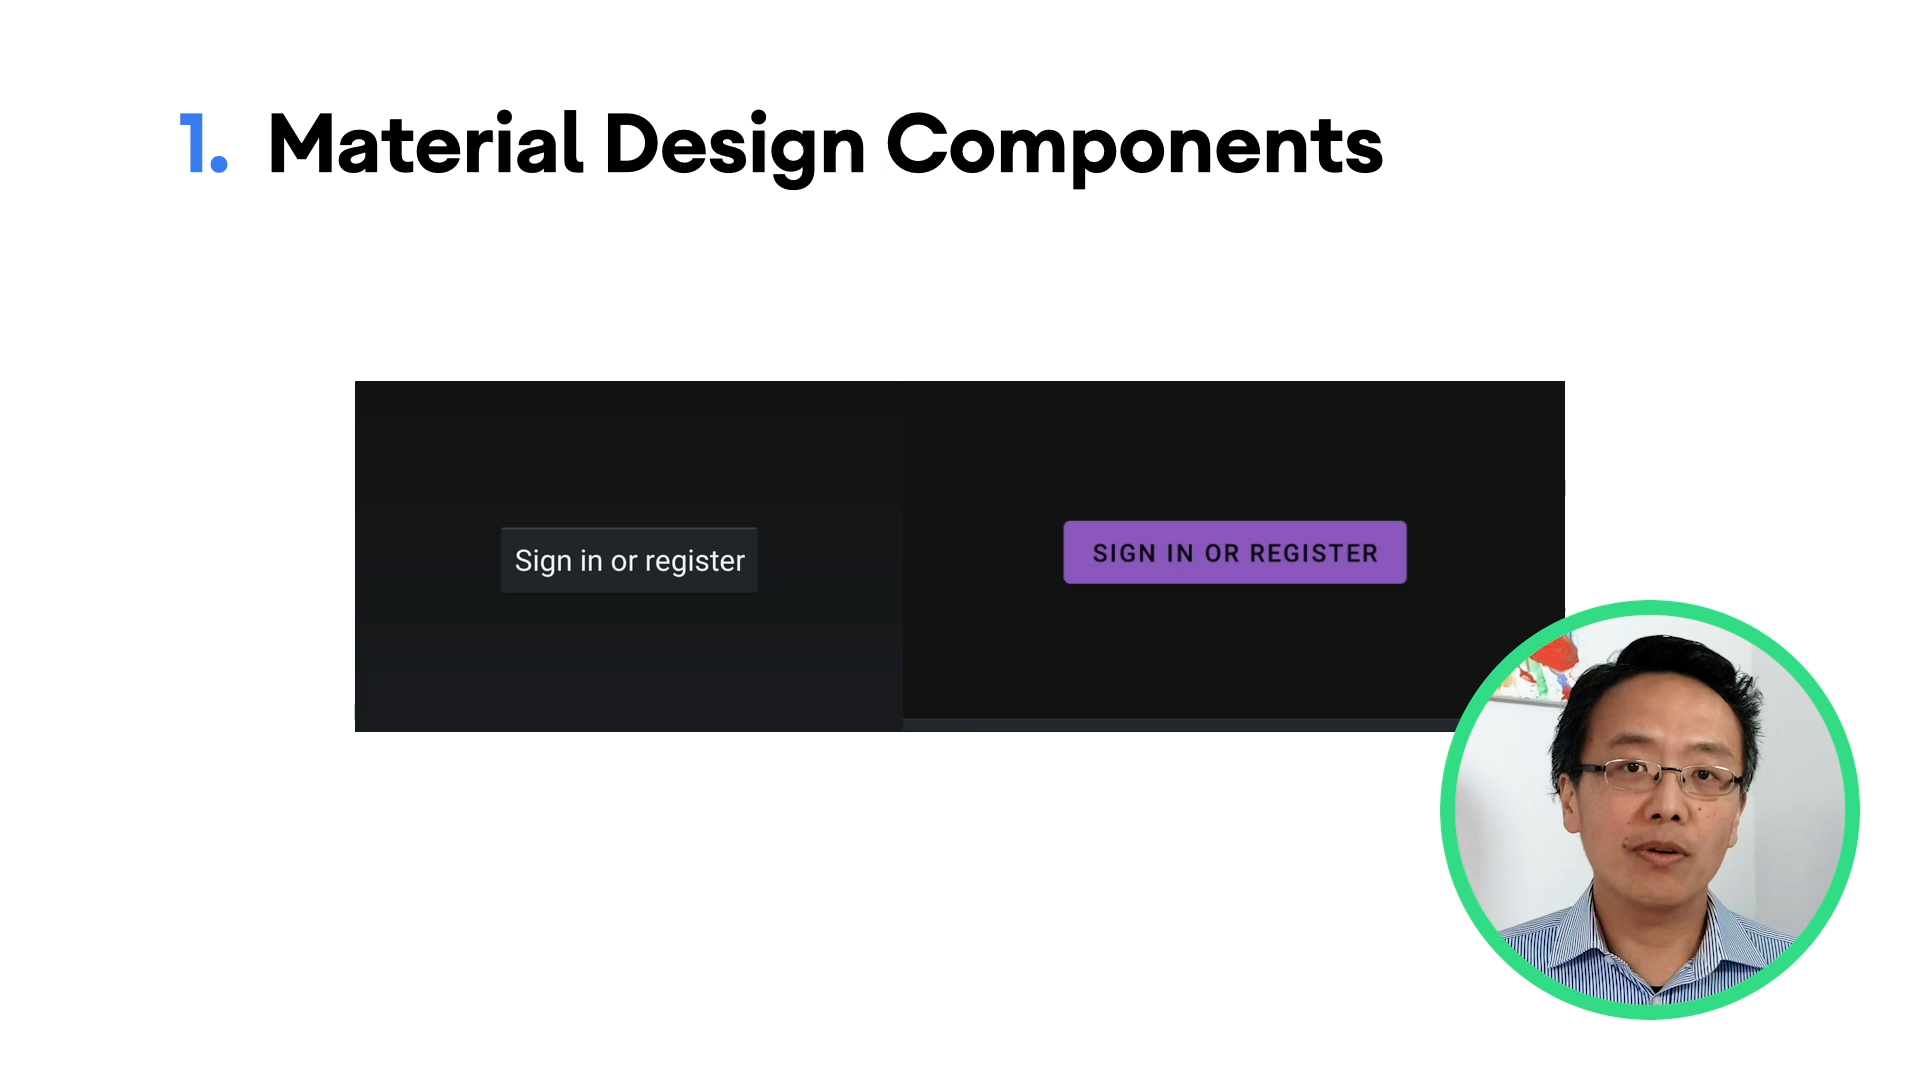 1. Material Design Components
Sign in or register
SIGN IN OR REGISTER